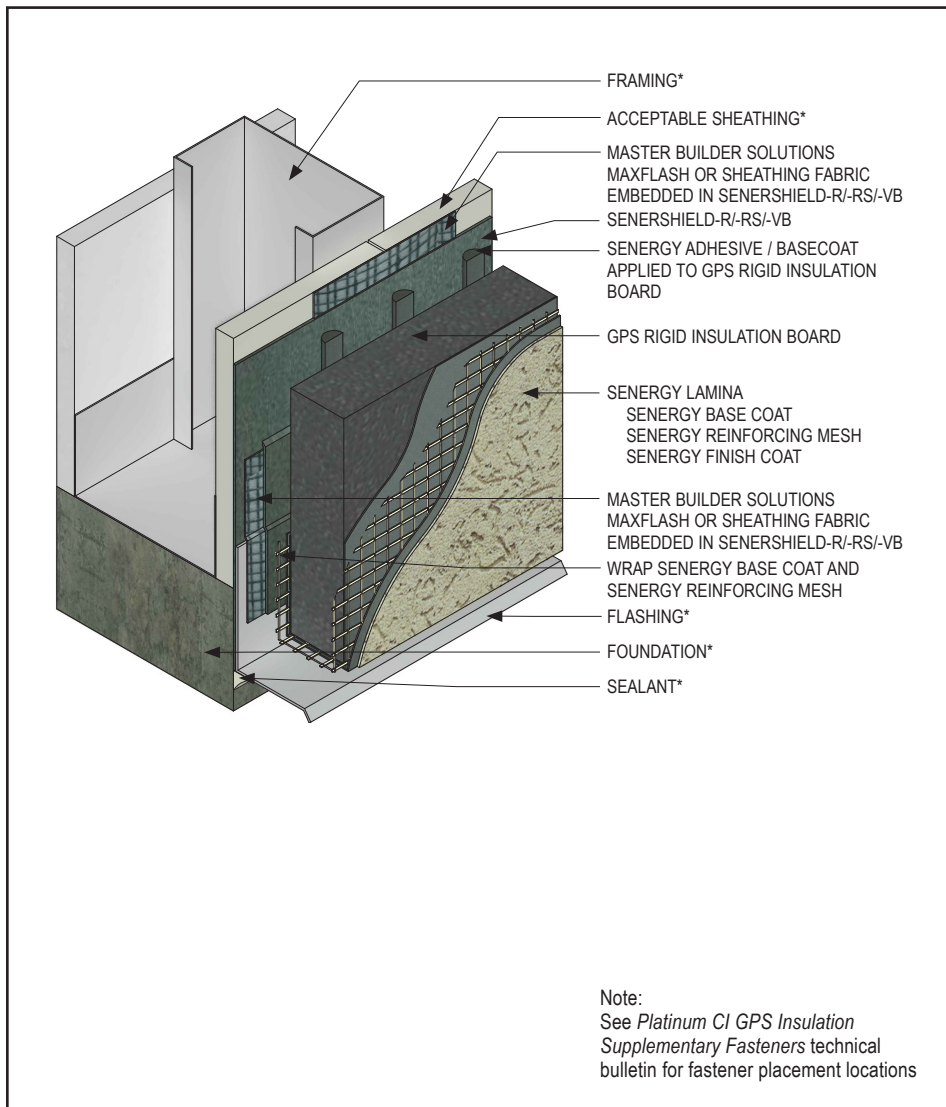 FRAMING*
ACCEPTABLE SHEATHING*
MASTER BUILDER SOLUTIONS
MAXFLASH OR SHEATHING FABRIC
EMBEDDED IN SENERSHIELD-R/-RS/-VB
SENERSHIELD-R/-RS/-VB
SENERGY ADHESIVE / BASECOAT
APPLIED TO GPS RIGID INSULATION
BOARD
GPS RIGID INSULATION BOARD
SENERGY LAMINA
SENERGY BASE COAT
SENERGY REINFORCING MESH
SENERGY FINISH COAT
MASTER BUILDER SOLUTIONS
MAXFLASH OR SHEATHING FABRIC
EMBEDDED IN SENERSHIELD-R/-RS/-VB
WRAP SENERGY BASE COAT AND
SENERGY REINFORCING MESH
FLASHING*
FOUNDATION*
SEALANT*
Note:
See Platinum CI GPS Insulation
Supplementary Fasteners technical
bulletin for fastener placement locations